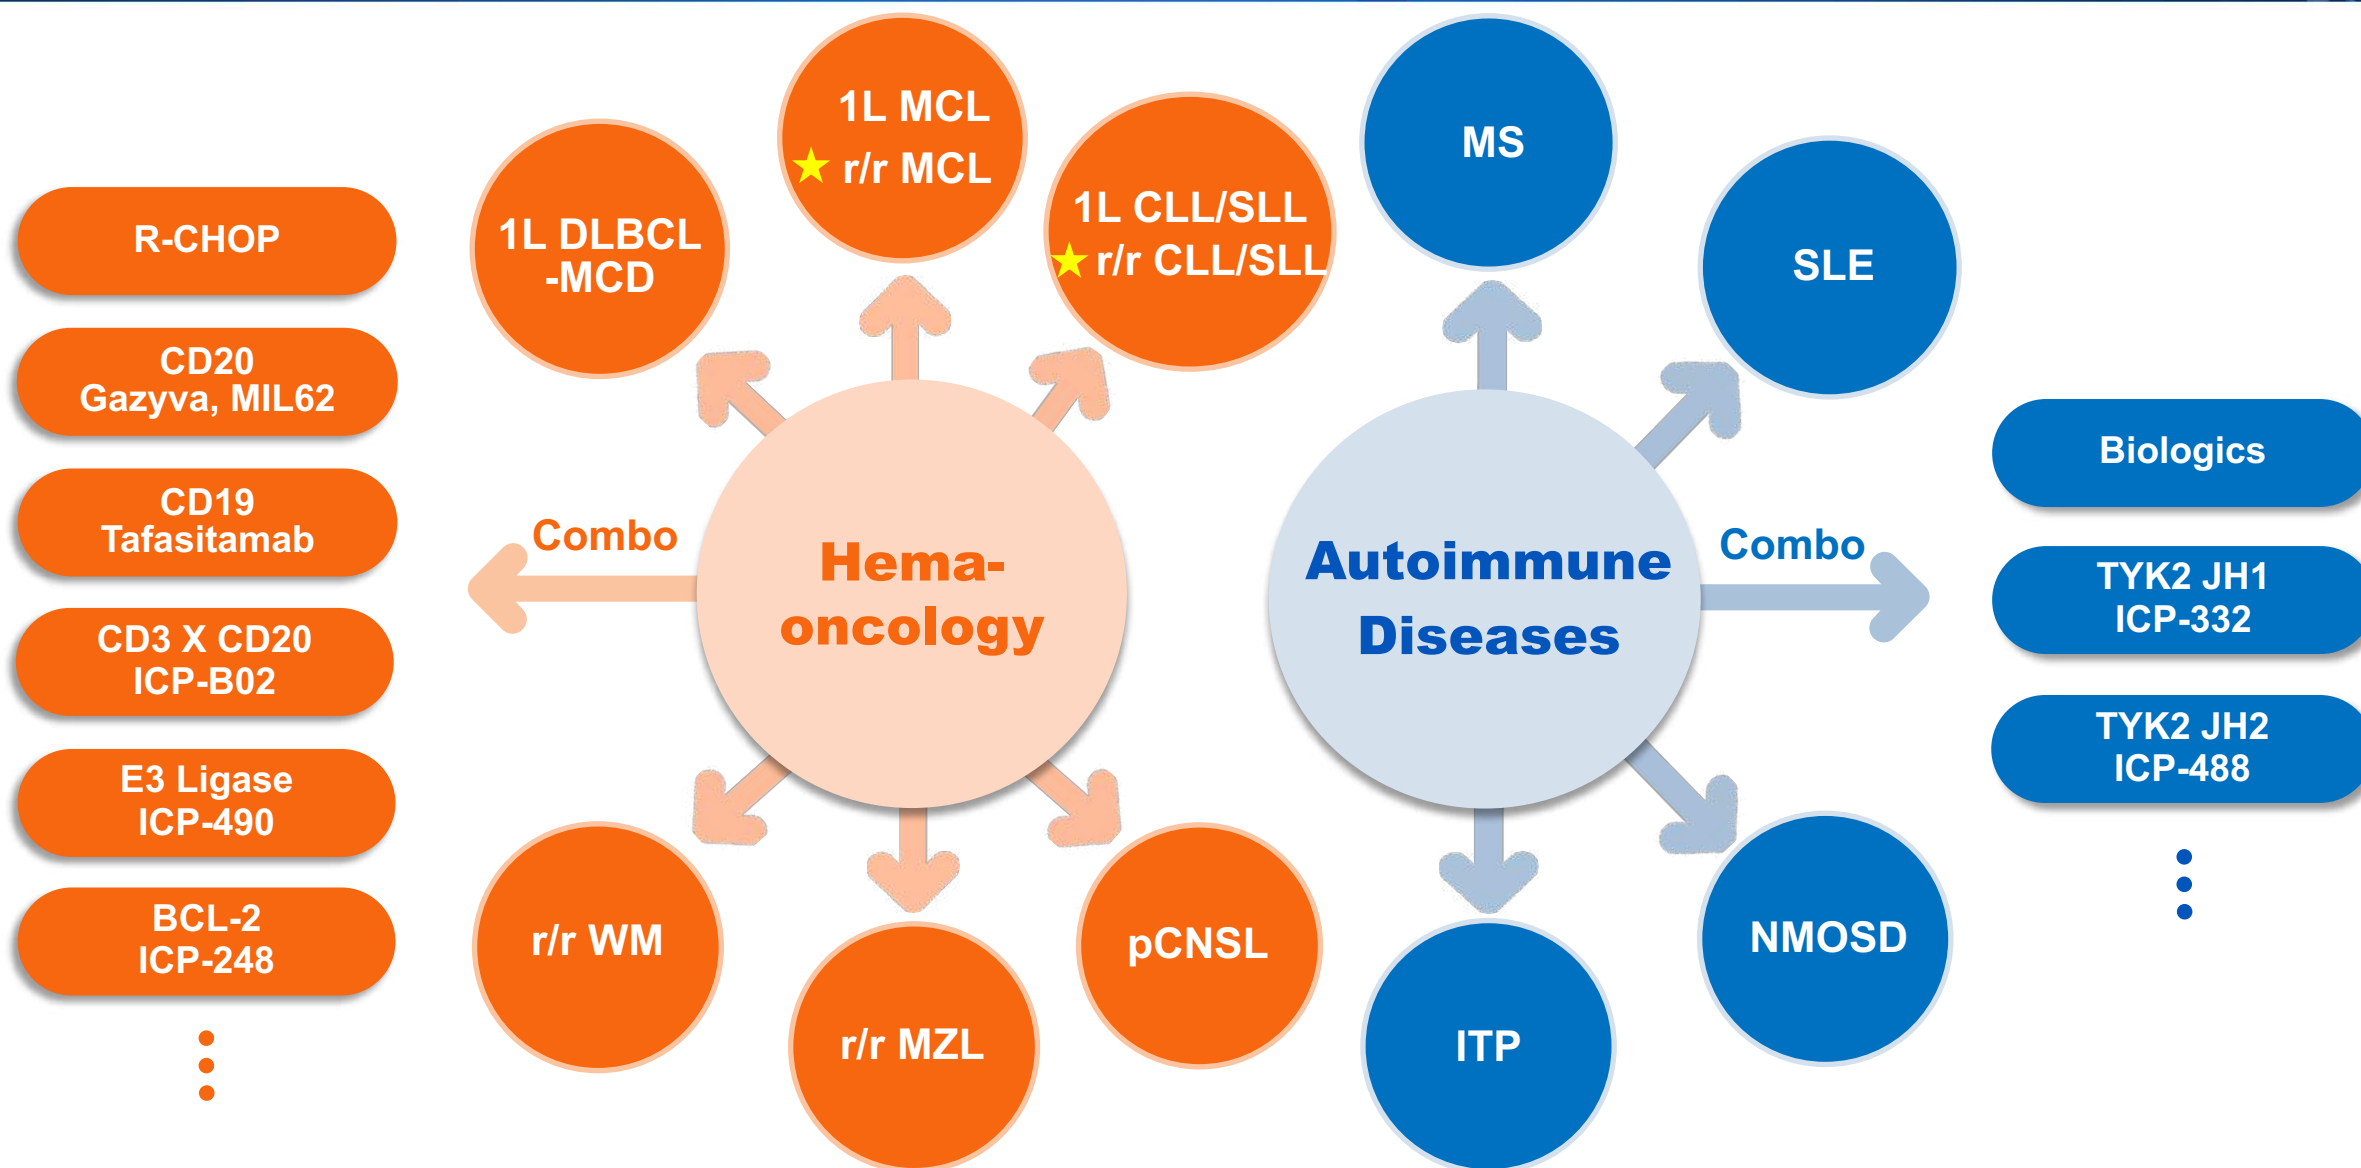 R-CHOP
CD20
Gazyva, MIL62
CD19
Tafasitamab
CD3 X CD20
ICP-B02
E3 Ligase
ICP-490
BCL-2
ICP-248
Combo
Hema-
oncology
1L DLBCL
-MCD
1L MCL
r/r MCL
1L CLL/SLL
r/r CLL/SLL
r/r WM
r/r MZL
pCNSL
Autoimmune
Diseases
MS
SLE
ITP
NMOSD
Combo
Biologics
TYK2 JH1
ICP-332
TYK2 JH2
ICP-488